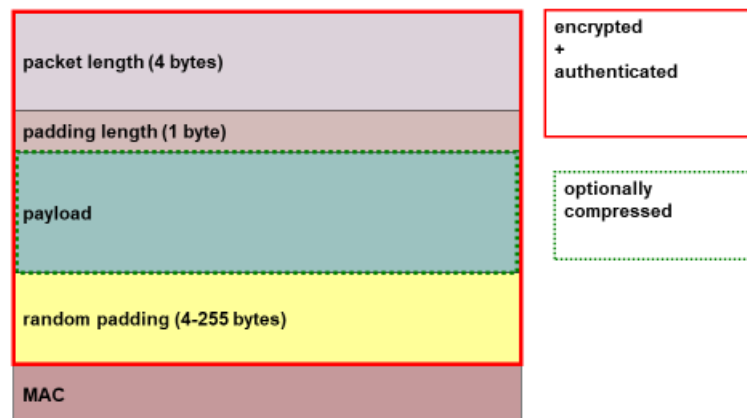 packet length (4 bytes)
padding length (1 byte)
payload
random padding (4-255 bytes)
MAC
encrypted
+
authenticated
optionally
compressed